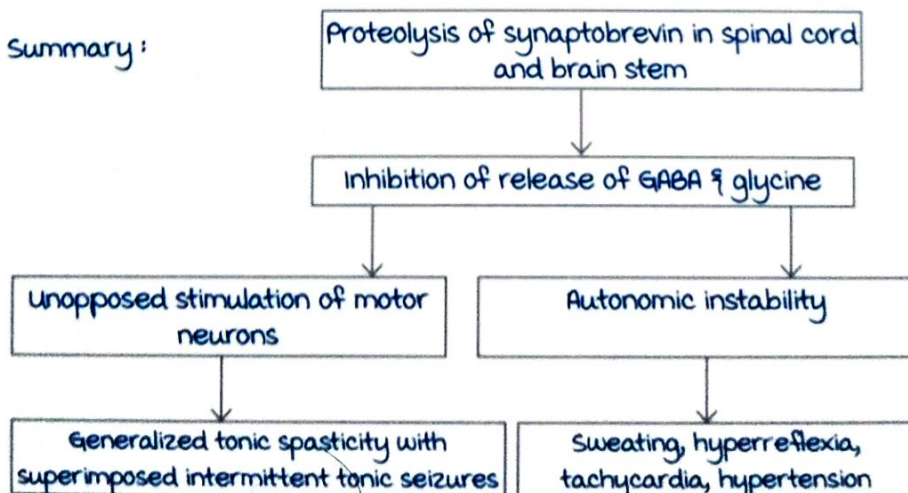 Summary:
Proteolysis of synaptobrevin in spinal cord
and brain stem
Inhibition of release of GABA & glycine
unopposed stimulation of motor
neurons
Autonomic instability
Generalized tonic spasticity with
superimposed intermittent tonic seizures
Sweating, hyperreflexia,
tachycardia, hypertension